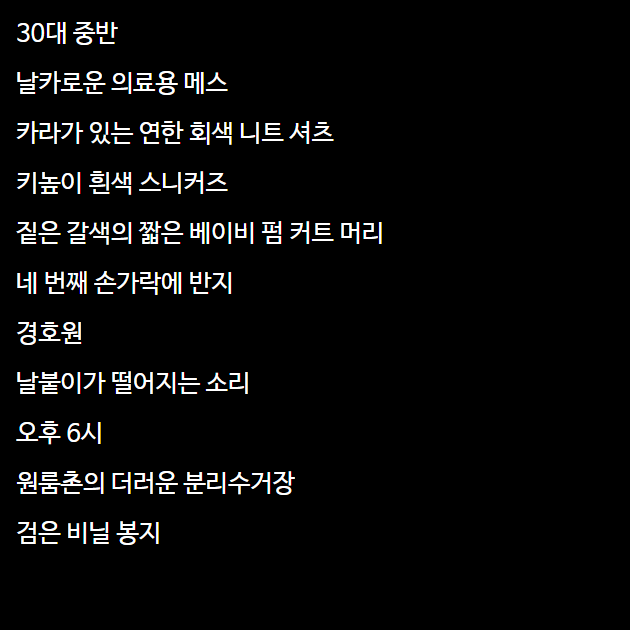 30대 중반
날카로운 의료용 메스
카라가 있는 연한 회색 니트 셔츠
키높이 흰색 스니커즈
짙은 갈색의 짧은 베이비 펌 커트 머리
네 번째 손가락에 반지
경호원
날붙이가 떨어지는 소리
오후 6시
원룸촌의 더러운 분리수거장
검은 비닐 봉지